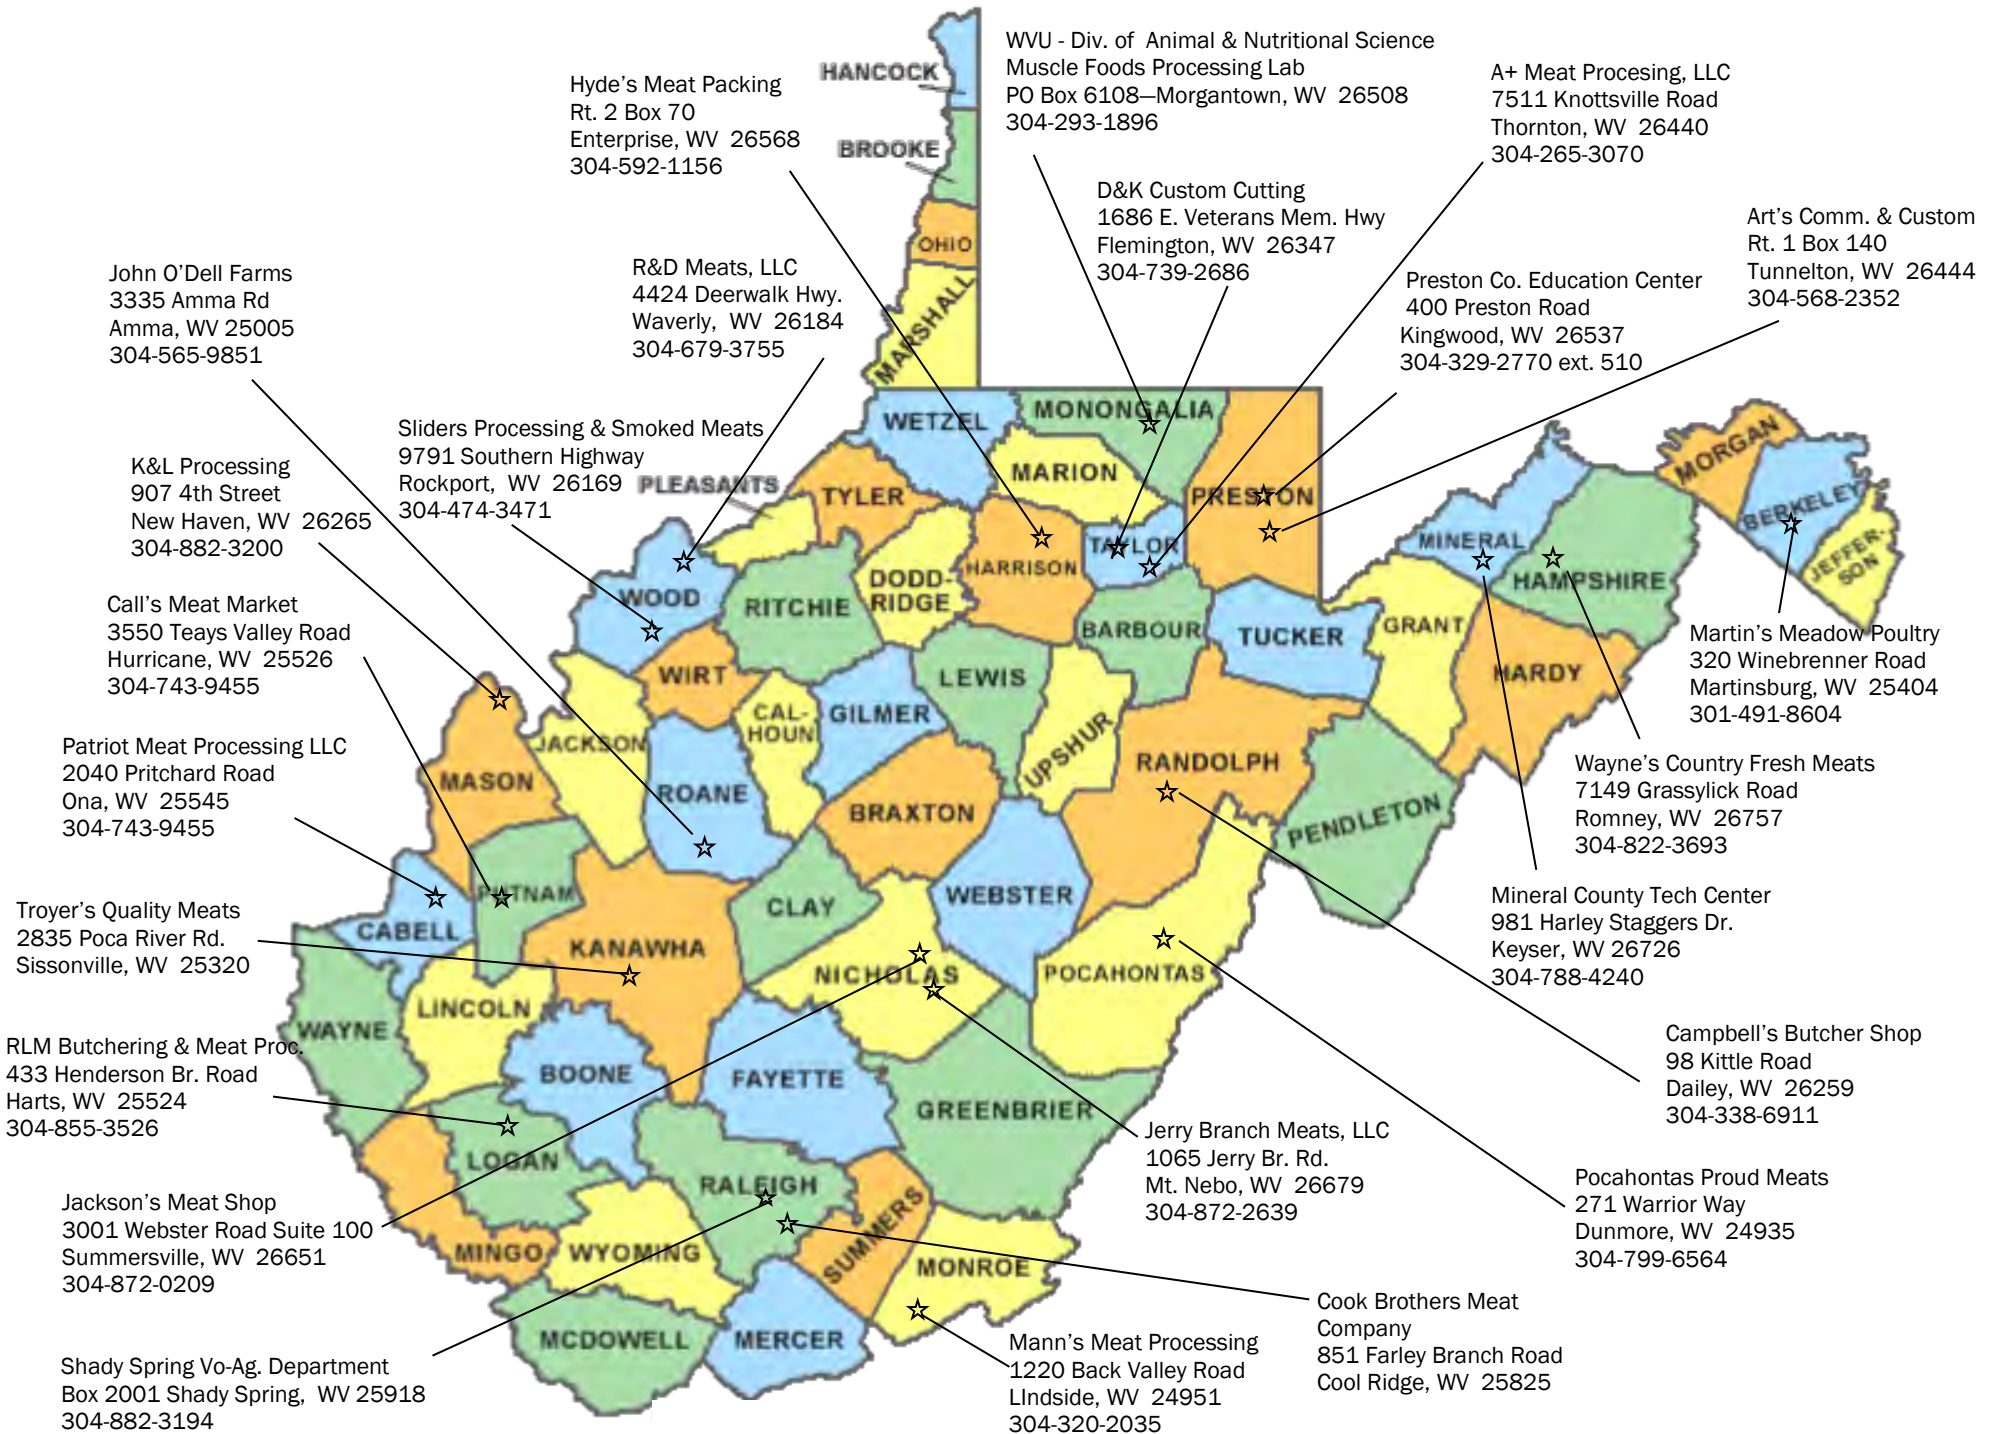 WVU - Div. of Animal & Nutritional Science
Muscle Foods Processing Lab
PO Box 6108—Morgantown, WV 26508
304-293-1896
A+ Meat Procesing, LLC
7511 Knottsville Road
Thornton, WV 26440
304-265-3070
Hyde's Meat Packing
Rt. 2 Box 70
Enterprise, WV 26568
304-592-1156
D&K Custom Cutting
1686 E. Veterans Mem. Hwy
Flemington, WV 26347
304-739-2686
Art's Comm. & Custom
Rt. 1 Box 140
Tunnelton, WV 26444
304-568-2352
John O'Dell Farms
3335 Amma Rd
Amma, WV 25005
304-565-9851
R&D Meats, LLC
4424 Deerwalk Hwy.
Waverly, WV 26184
304-679-3755
Preston Co. Education Center
400 Preston Road
Kingwood, WV 26537
304-329-2770 ext. 510
Sliders Processing & Smoked Meats
9791 Southern Highway
Rockport, WV 26169
304-474-3471
K&L Processing
907 4th Street
New Haven, WV 26265
304-882-3200
Call's Meat Market
3550 Teays Valley Road
Hurricane, WV 25526
304-743-9455
Patriot Meat Processing LLC
2040 Pritchard Road
Ona, WV 25545
304-743-9455
Troyer's Quality Meats
2835 Poca River Rd.
Sissonville, WV 25320
RLM Butchering & Meat Proc.
433 Henderson Br. Road
Harts, WV 25524
304-855-3526
Jackson's Meat Shop
3001 Webster Road Suite 100
Summersville, WV 26651
304-872-0209
Shady Spring Vo-Ag. Department
Box 2001 Shady Spring, WV 25918
304-882-3194
Martin's Meadow Poultry
320 Winebrenner Road
Martinsburg, WV 25404
301-491-8604
Wayne's Country Fresh Meats
7149 Grassylick Road
Romney, WV 26757
304-822-3693
Mineral County Tech Center
981 Harley Staggers Dr.
Keyser, WV 26726
304-788-4240
Campbell's Butcher Shop
98 Kittle Road
Dailey, WV 26259
304-338-6911
Jerry Branch Meats, LLC
1065 Jerry Br. Rd.
Mt. Nebo, WV 26679
304-872-2639
Pocahontas Proud Meats
271 Warrior Way
Dunmore, WV 24935
304-799-6564
Cook Brothers Meat
Company
851 Farley Branch Road
Cool Ridge, WV 25825
Mann's Meat Processing
1220 Back Valley Road
LIndside, WV 24951
304-320-2035
HANCOCK
BROOKE
OHIO
MARSHALL
WETZEL
MONONGALIA
MARION
PLEASANTS
TYLER
PRESTON
MORGAN
BERKELEY
JEFFER-
SON
MINERAL
HAMPSHIRE
TAYLOR
HARRISON
DODD-
RIDGE
WOOD
RITCHIE
BARBOUR
TUCKER
GRANT
HARDY
WIRT
LEWIS
CAL-
HOUN
GILMER
UPSHUR
JACKSON
RANDOLPH
MASON
ROANE
BRAXTON
PENDLETON
PUTNAM
CLAY
WEBSTER
CABELL
KANAWHA
NICHOLAS
POCAHONTAS
LINCOLN
WAYNE
BOONE
FAYETTE
GREENBRIER
LOGAN
RALEIGH
SUMMERS
MINGO
WYOMING
MONROE
MCDOWELL
MERCER